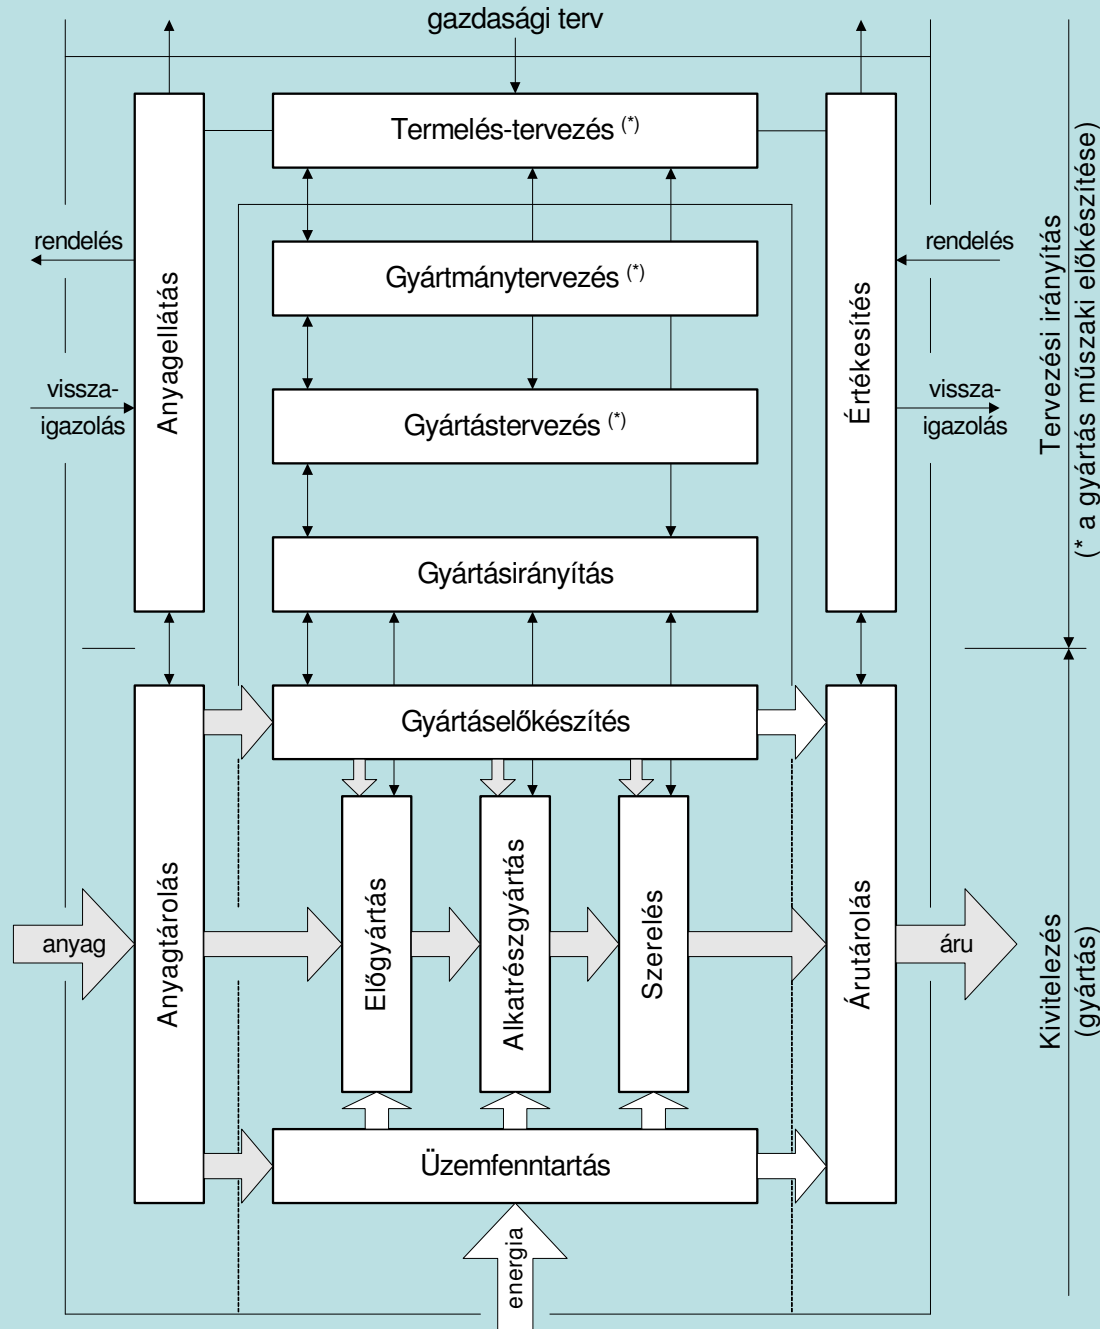 gazdasági terv
Termelés-tervezés (*)
rendelés
rendelés
Gyártmánytervezés (*)
Anyagellátás
Értékesítés
vissza-
igazolás
vissza-
igazolás
Gyártástervezés (*)
Gyártásirányítás
Tervezési irányítás
(* a gyártás műszaki előkészítése)
Gyártáselőkészítés
anyag
Anyagtárolás
Előgyártás
Alkatrészgyártás
Szerelés
Árutárolás
áru
Kivitelezés
(gyártás)
Üzemfenntartás
energia